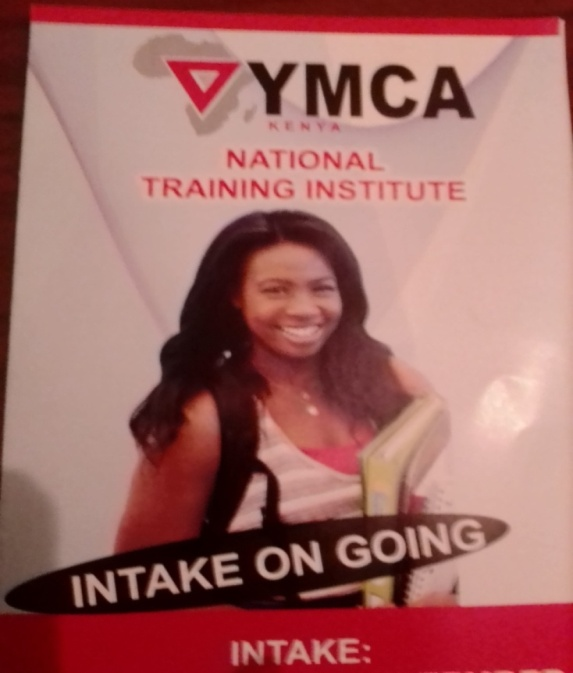 YMCA
KENYA
NATIONAL
TRAINING INSTITUTE
INTAKE ON GOING
INTAKE: